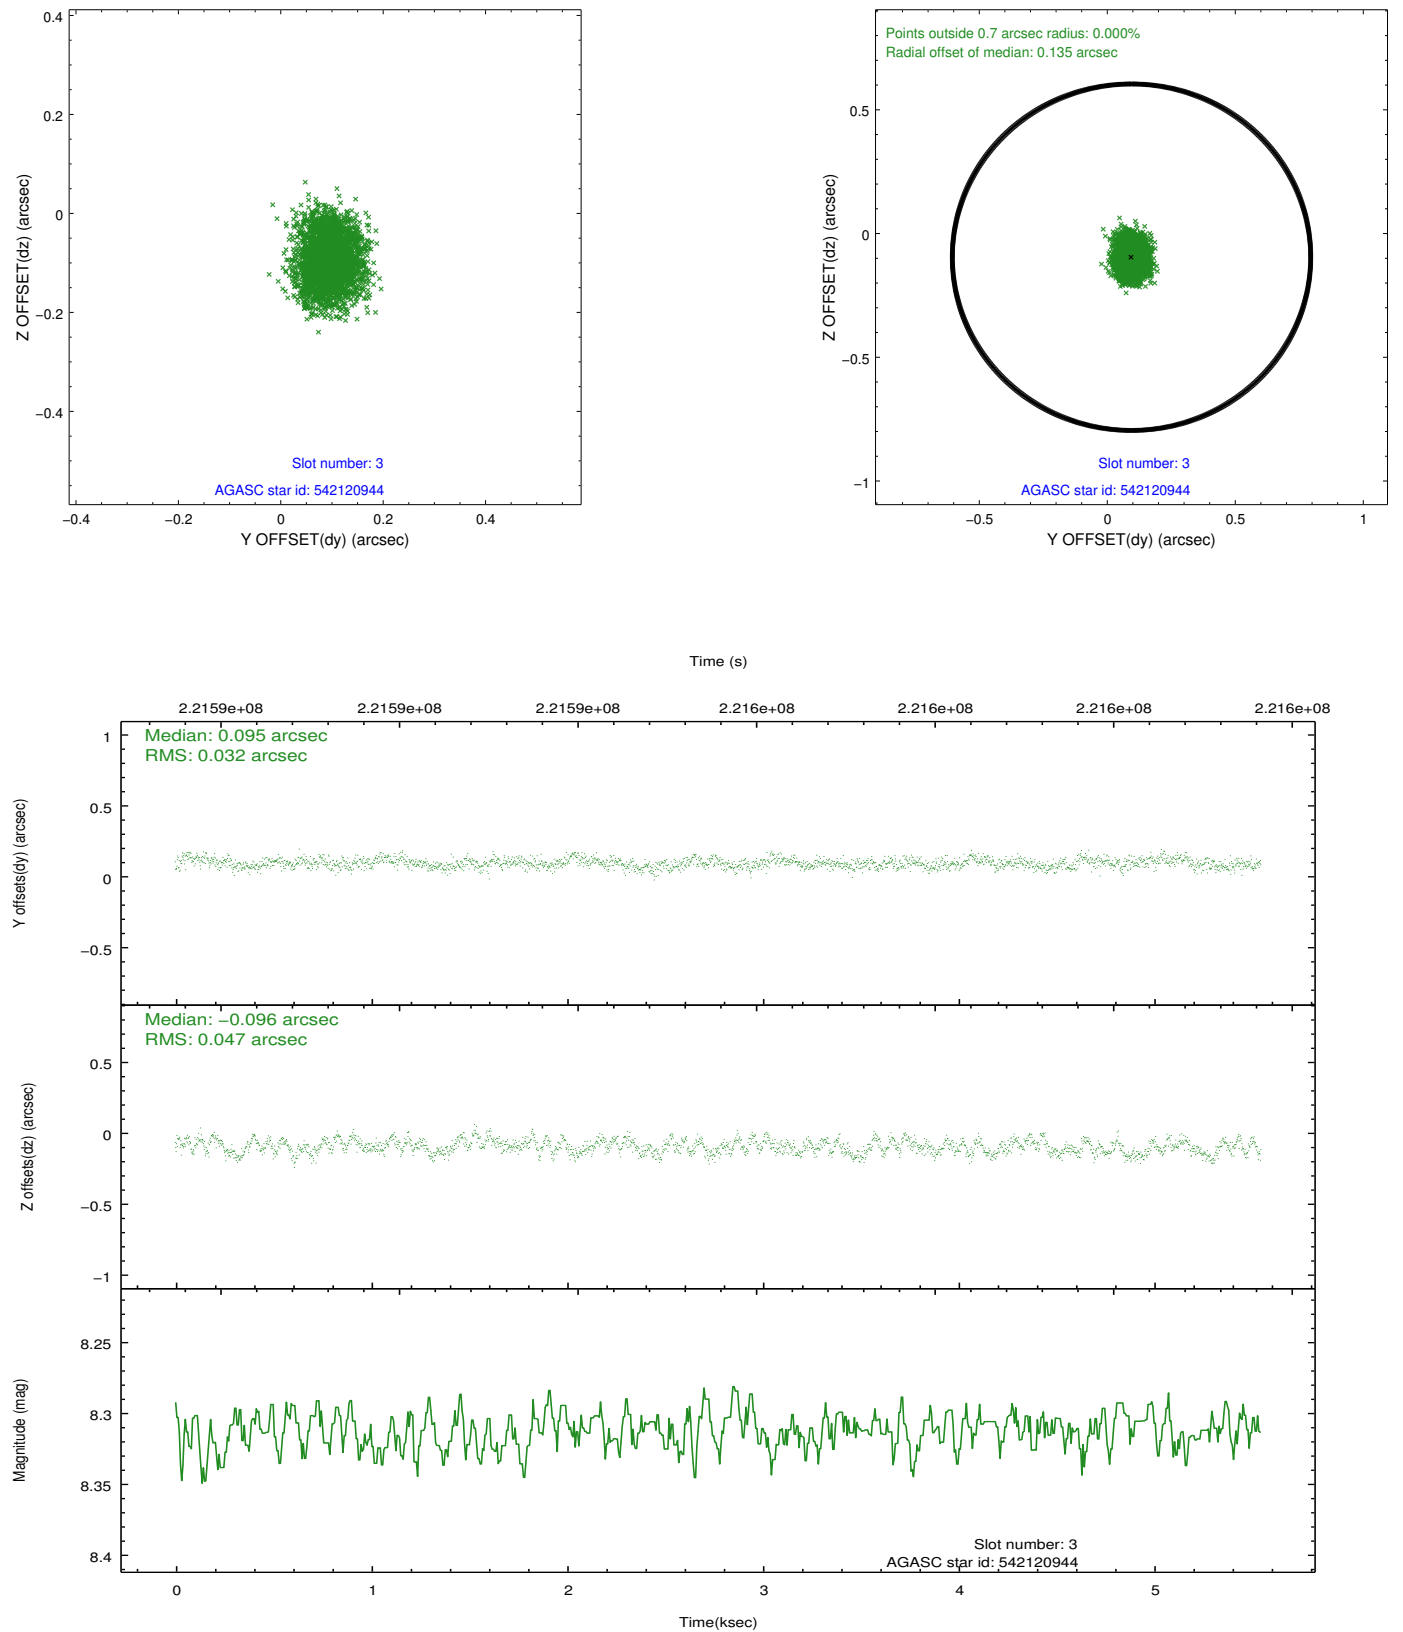 0.4
0.2
0
−0.2
−0.4
Z OFFSET(dz) (arcsec)
Slot number: 3
AGASC star id: 542120944
−0.4 −0.2 0 0.2 0.4
Y OFFSET(dy) (arcsec)
Points outside 0.7 arcsec radius: 0.000%
Radial offset of median: 0.135 arcsec
0.5
0
−0.5
−1
Z OFFSET(dz) (arcsec)
Slot number: 3
AGASC star id: 542120944
−0.5 0 0.5 1
Y OFFSET(dy) (arcsec)
Time (s)
2.2159e+08 2.2159e+08 2.2159e+08 2.216e+08 2.216e+08 2.216e+08 2.216e+08
Median: 0.095 arcsec
RMS: 0.032 arcsec
1
0.5
0
−0.5
Y offsets(dy) (arcsec)
Median: −0.096 arcsec
RMS: 0.047 arcsec
0.5
0
−0.5
−1
Z offsets(dz) (arcsec)
8.25
8.3
8.35
8.4
Magnitude (mag)
Slot number: 3
AGASC star id: 542120944
0 1 2 3 4 5
Time(ksec)